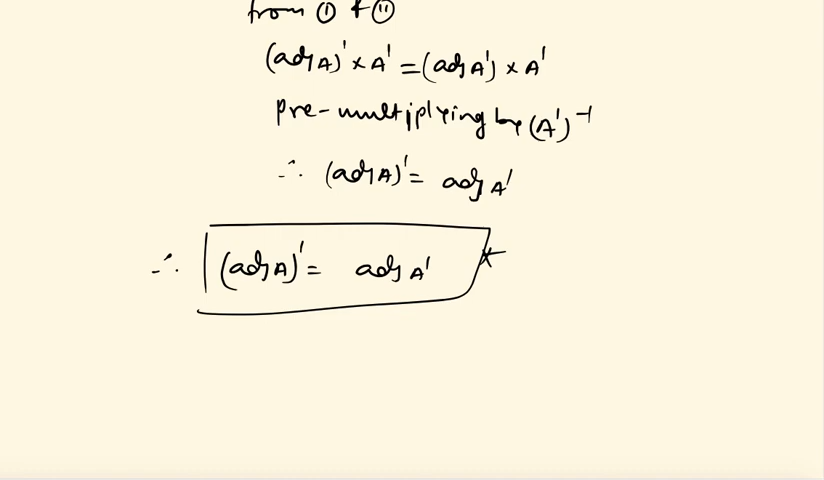 from ① & ⑪
(adj A)' × A' = (adj A') × A'
Pre-multiplying by (A')⁻¹
∴ (adj A)' = adj A'
∴ (adj A)' = adj A' *